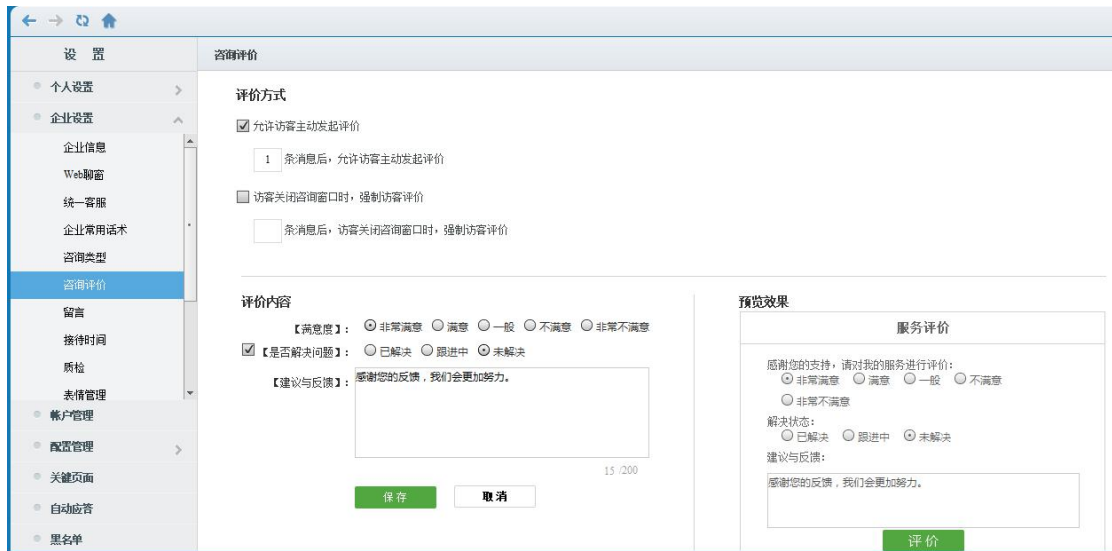 设 置
个人设置
企业设置
企业信息
Web聊窗
统一客服
企业常用话术
咨询类型
咨询评价
留言
接待时间
质检
表情管理
帐户管理
配置管理
关键页面
自动应答
黑名单
咨询评价
评价方式
允许访客主动发起评价
1 条消息后，允许访客主动发起评价
访客关闭咨询窗口时，强制访客评价
条消息后，访客关闭咨询窗口时，强制访客评价
评价内容
【满意度】： 非常满意 满意 一般 不满意 非常不满意
【是否解决问题】： 已解决 跟进中 未解决
【建议与反馈】： 感谢您的反馈，我们会更加努力。
15 /200
保存 取消
预览效果
服务评价
感谢您的支持，请对我的服务进行评价：
非常满意 满意 一般 不满意
非常不满意
解决状态：
已解决 跟进中 未解决
建议与反馈：
感谢您的反馈，我们会更加努力。
评价